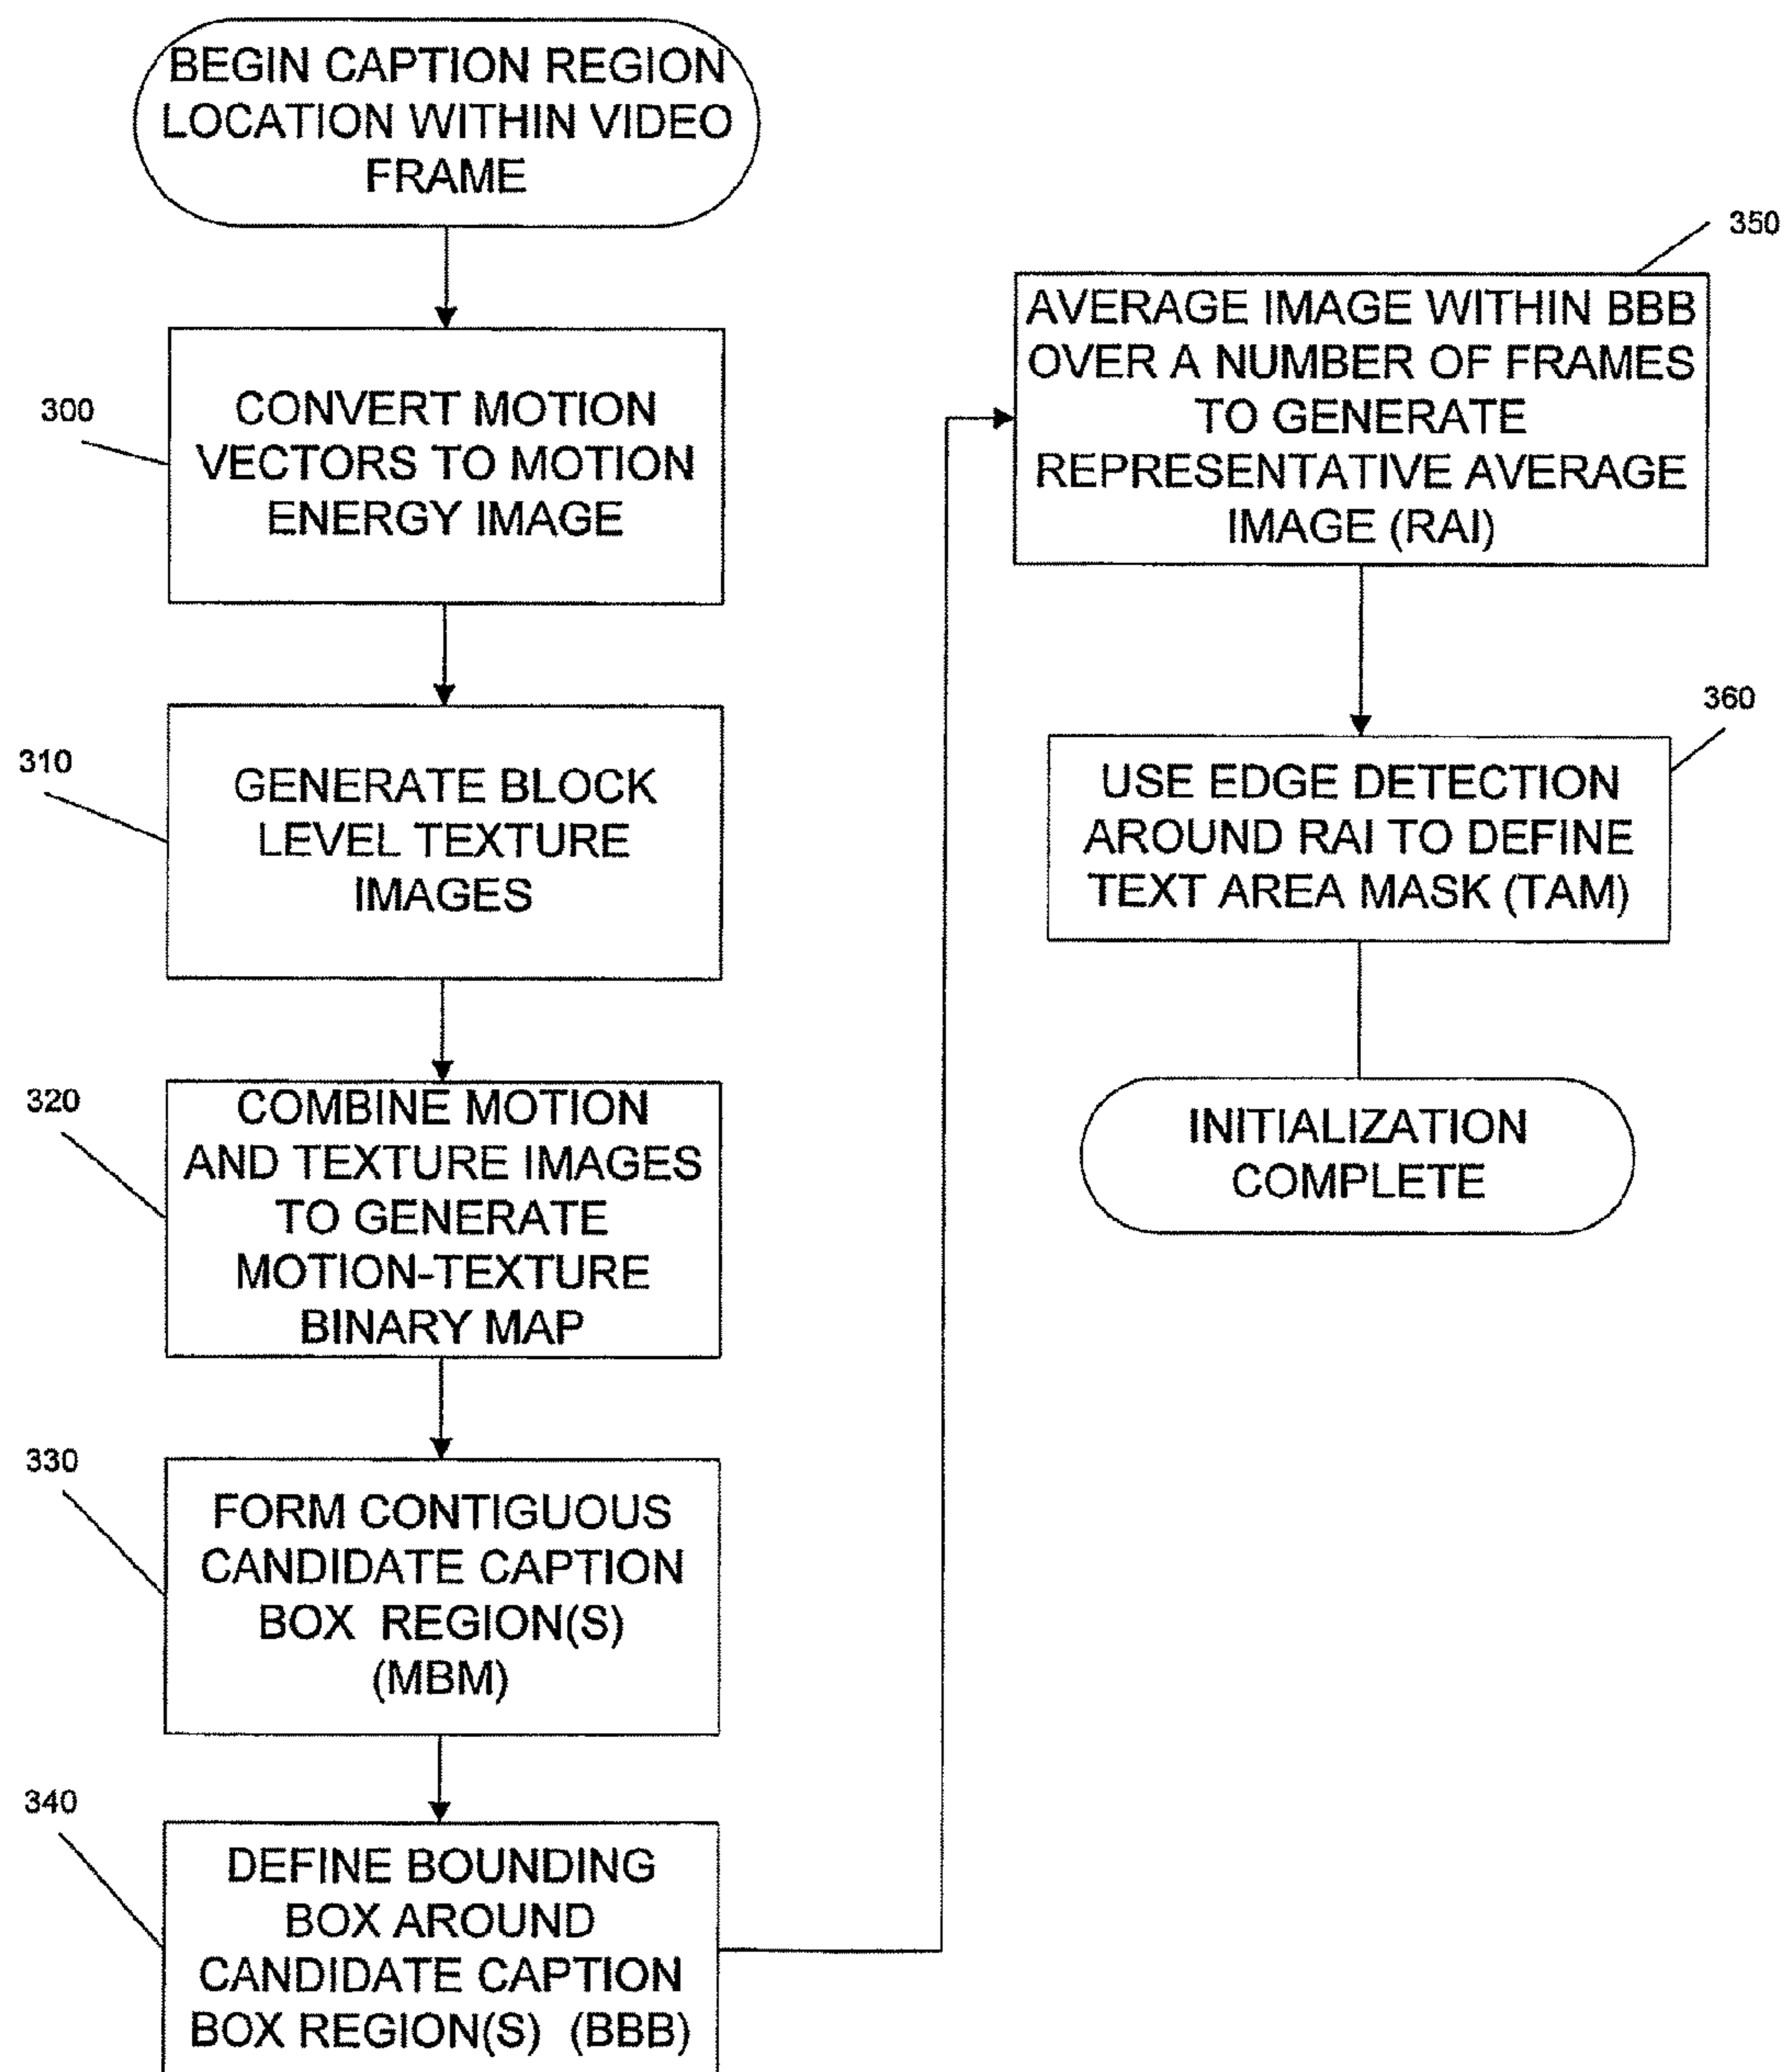 BEGIN CAPTION REGION
LOCATION WITHIN VIDEO
FRAME
300
CONVERT MOTION
VECTORS TO MOTION
ENERGY IMAGE
310
GENERATE BLOCK
LEVEL TEXTURE
IMAGES
320
COMBINE MOTION
AND TEXTURE IMAGES
TO GENERATE
MOTION-TEXTURE
BINARY MAP
330
FORM CONTIGUOUS
CANDIDATE CAPTION
BOX REGION(S)
(MBM)
340
DEFINE BOUNDING
BOX AROUND
CANDIDATE CAPTION
BOX REGION(S) (BBB)
350
AVERAGE IMAGE WITHIN BBB
OVER A NUMBER OF FRAMES
TO GENERATE
REPRESENTATIVE AVERAGE
IMAGE (RAI)
360
USE EDGE DETECTION
AROUND RAI TO DEFINE
TEXT AREA MASK (TAM)
INITIALIZATION
COMPLETE